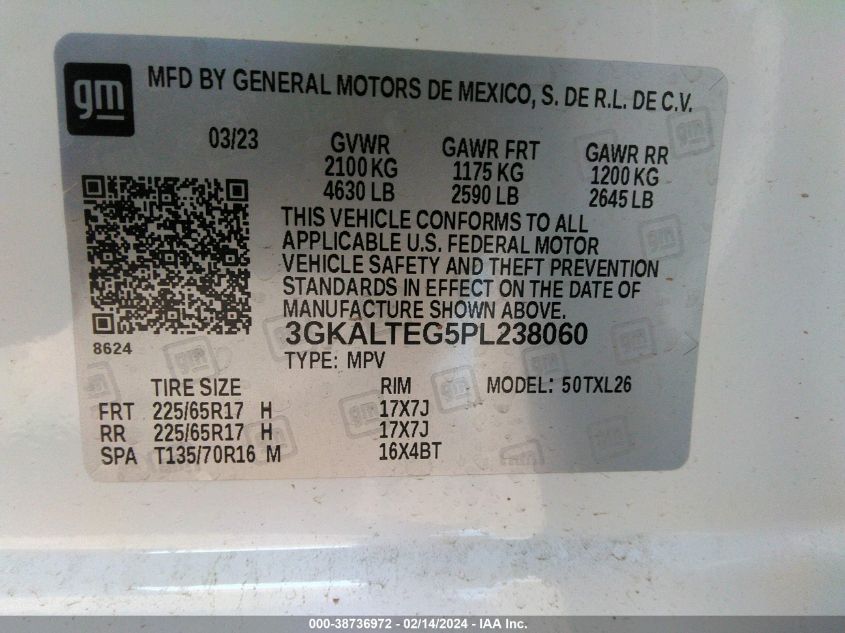 gm
MFD BY GENERAL MOTORS DE MEXICO, S. DE R.L. DE C.V.
03/23 GVWR GAWR FRT GAWR RR
2100 KG 1175 KG 1200 KG
4630 LB 2590 LB 2645 LB
THIS VEHICLE CONFORMS TO ALL
APPLICABLE U.S. FEDERAL MOTOR
VEHICLE SAFETY AND THEFT PREVENTION
STANDARDS IN EFFECT ON THE DATE OF
MANUFACTURE SHOWN ABOVE.
8624 3GKALTEG5PL238060
TYPE: MPV
TIRE SIZE RIM MODEL: 50TXL26
FRT 225/65R17 H 17X7J
RR 225/65R17 H 17X7J
SPA T135/70R16 M 16X4BT
000-38736972 - 02/14/2024 - IAA Inc.